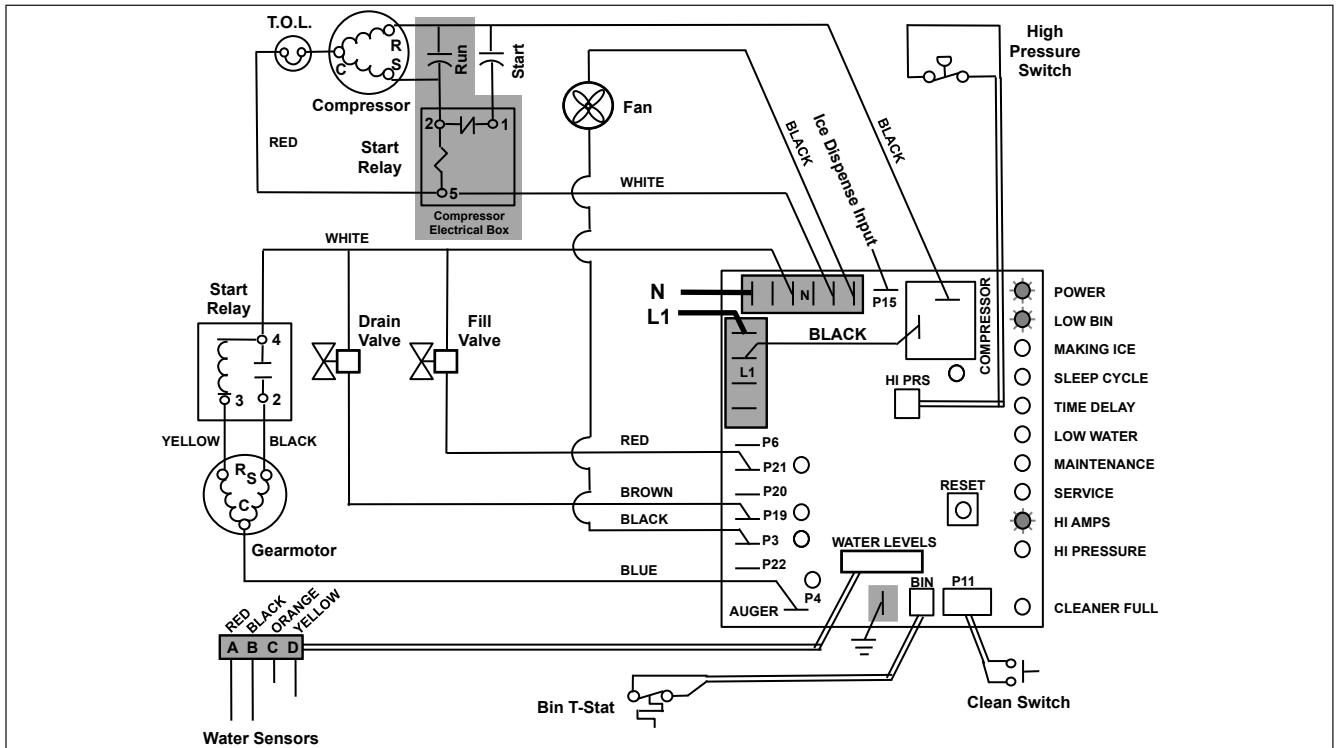 T.O.L.
R
S
C
Compressor
Run
Start
Fan
High
Pressure
Switch
RED
2
1
Start
Relay
5
Compressor
Electrical Box
WHITE
BLACK
Ice Dispense Input
BLACK
WHITE
Start
Relay
4
3
2
YELLOW
BLACK
R
S
C
Gearmotor
Drain
Valve
Fill
Valve
N
L1
N
P15
COMPRESSOR
BLACK
L1
HI PRS
POWER
LOW BIN
MAKING ICE
SLEEP CYCLE
TIME DELAY
LOW WATER
MAINTENANCE
SERVICE
HI AMPS
HI PRESSURE
CLEANER FULL
RED
P6
P21
P20
BROWN
P19
BLACK
P3
P22
BLUE
P4
AUGER
RESET
WATER LEVELS
BIN
P11
RED
BLACK
ORANGE
YELLOW
A B C D
Water Sensors
Bin T-Stat
Clean Switch